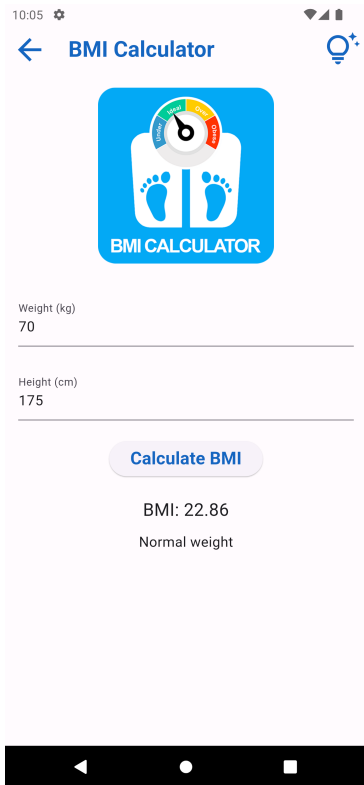 10:05
BMI Calculator
Under
Ideal
Over
Obese
BMI CALCULATOR
Weight (kg)
70
Height (cm)
175
Calculate BMI
BMI: 22.86
Normal weight